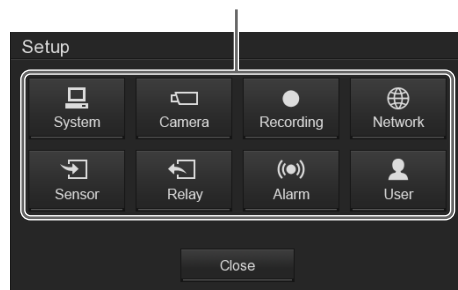 Setup
System Camera Recording Network
Sensor Relay Alarm User
Close